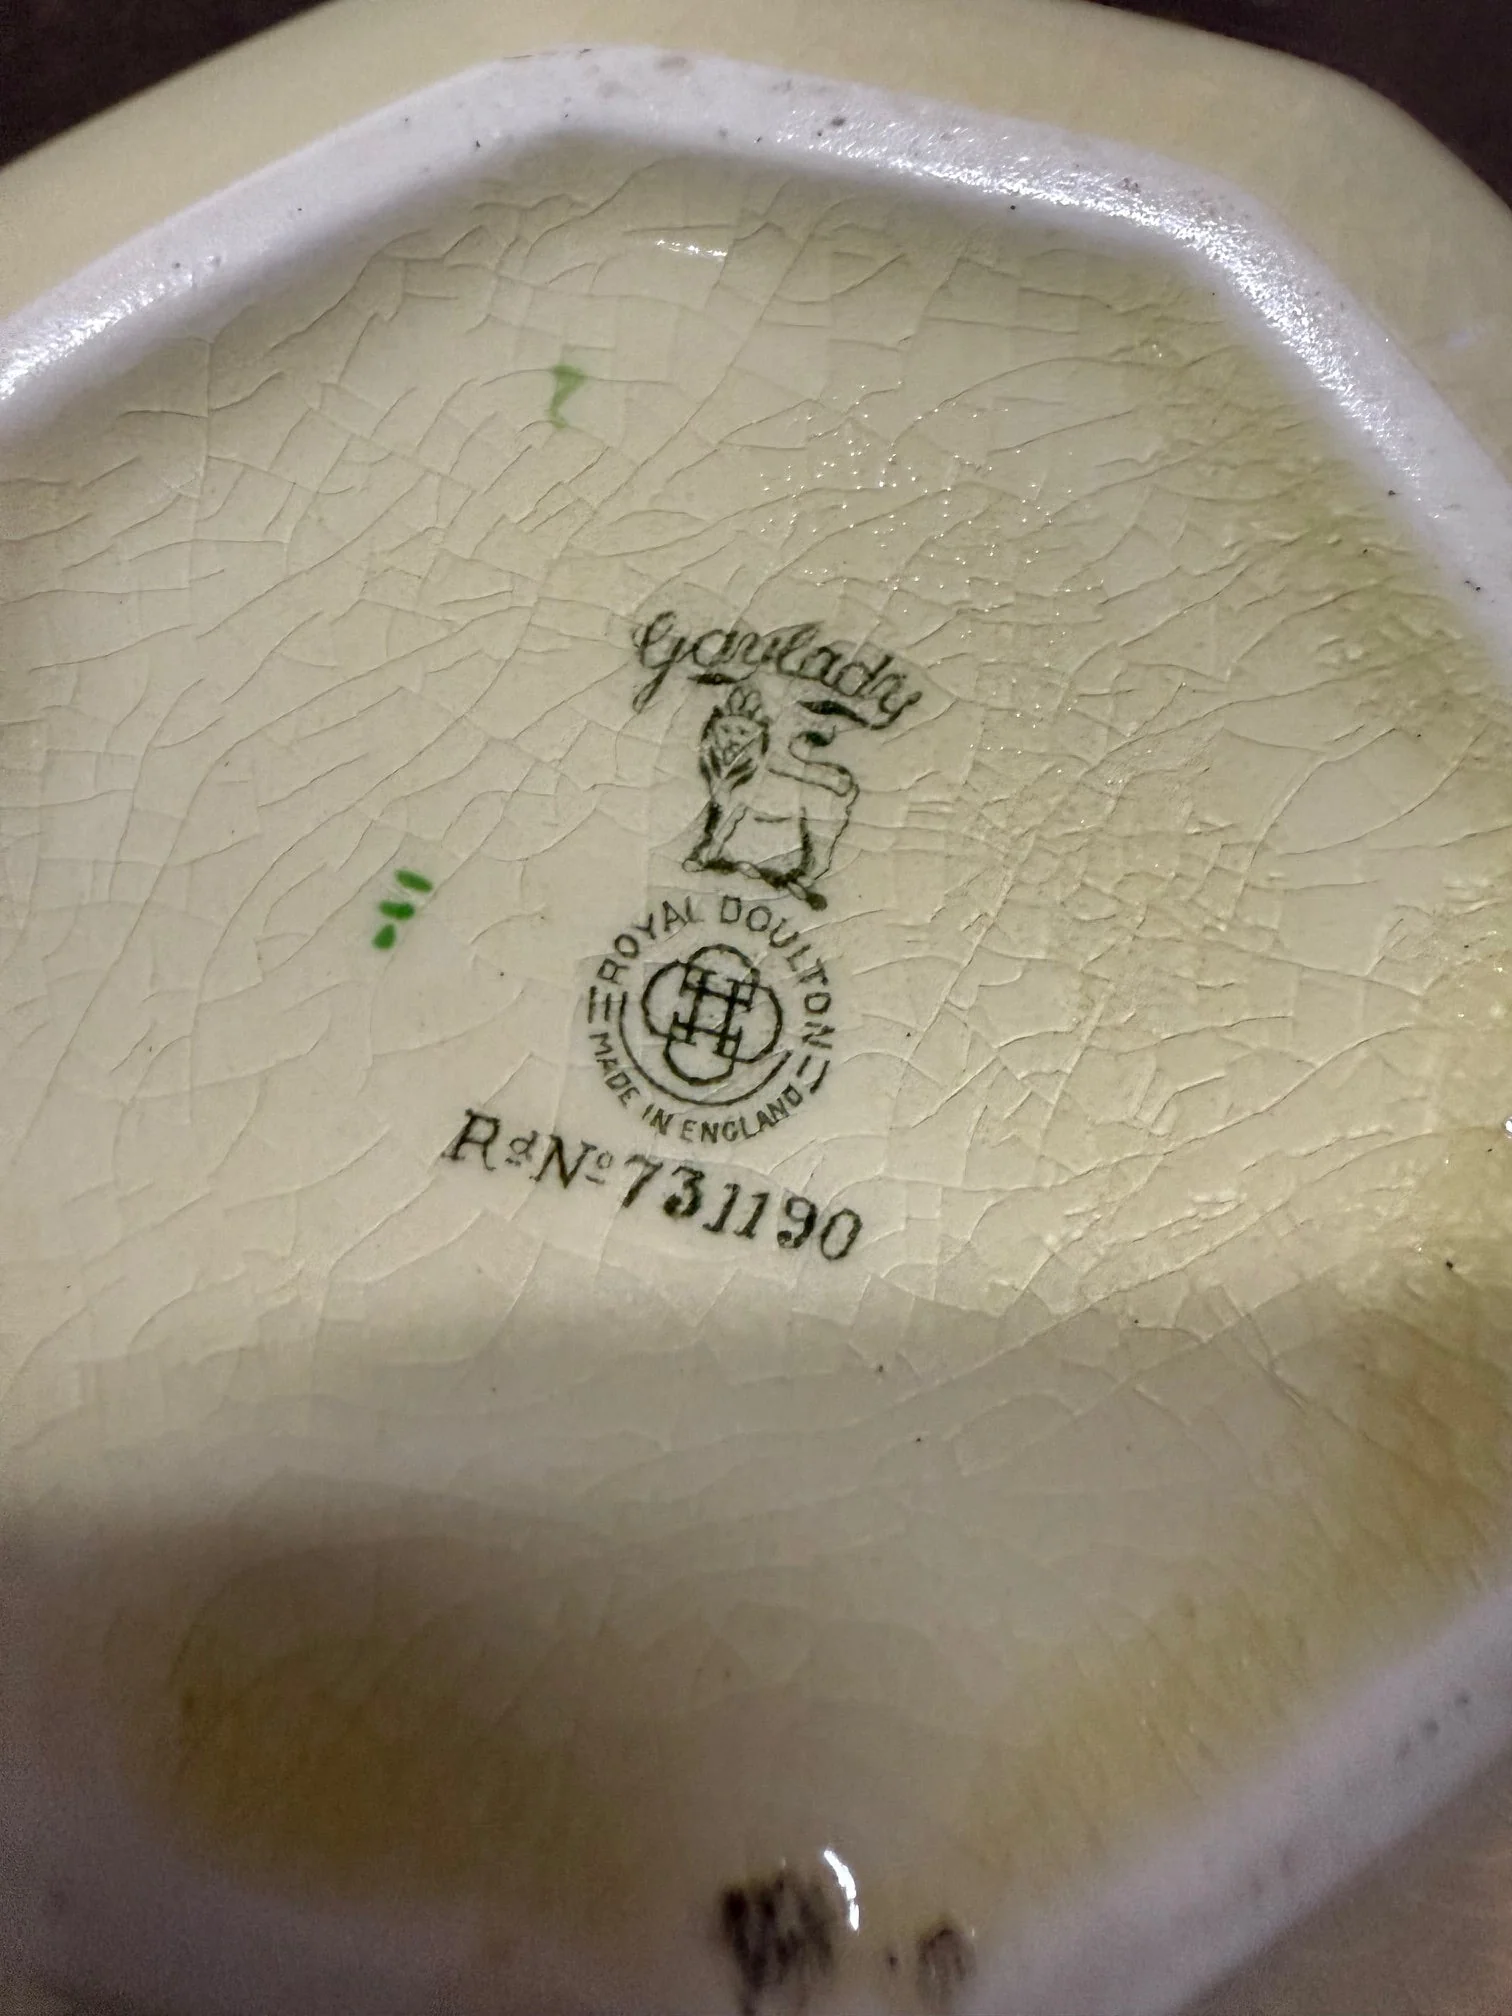 Gaylady
ROYAL DOULTON
MADE IN ENGLAND
Rd No 731190